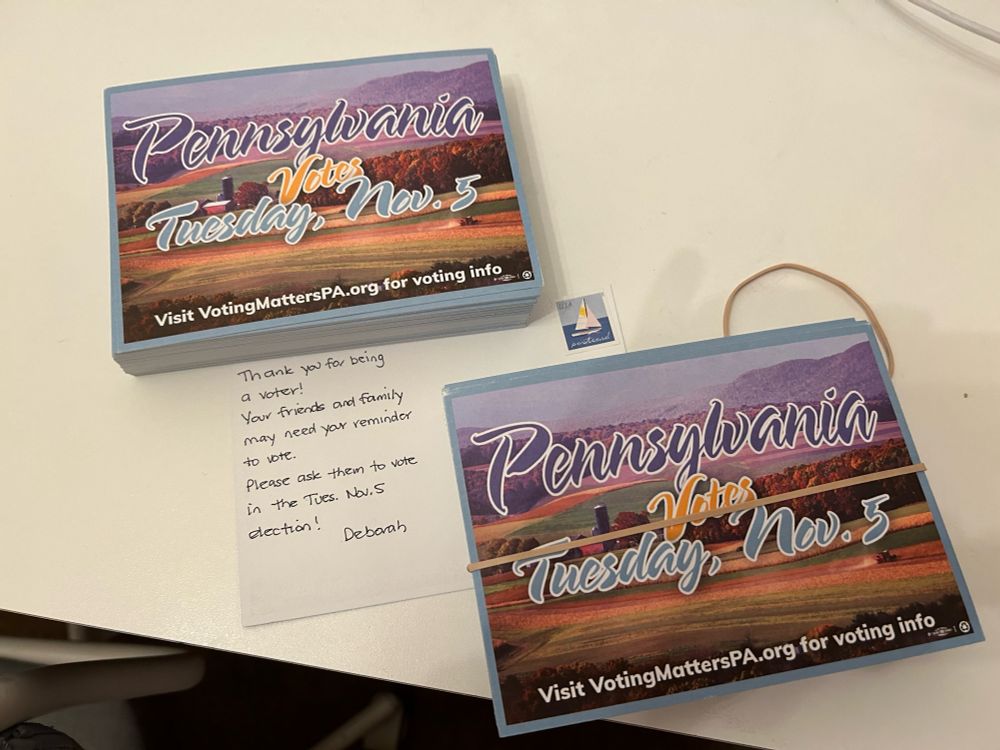 Pennsylvania
Votes
Tuesday, Nov. 5
Visit VotingMattersPA.org for voting info
USA
postcard
Thank you for being
a voter!
Your friends and family
may need your reminder
to vote.
Please ask them to vote
in the Tues. Nov. 5
election!
Deborah
Pennsylvania
Votes
Tuesday, Nov. 5
Visit VotingMattersPA.org for voting info